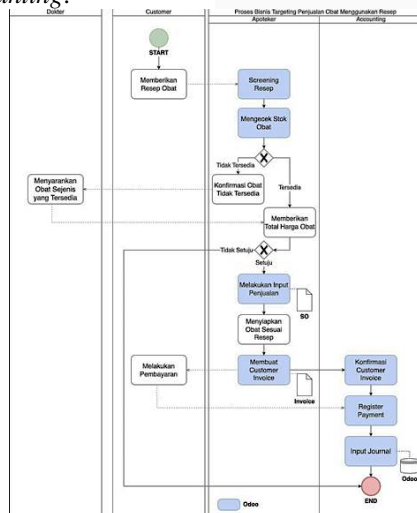 Dokter
Customer
Proses Bisnis Targeting Penjualan Obat Menggunakan Resep
Apoteker
Accounting
START
Memberikan
Resep Obat
Screening
Resep
Mengecek Stok
Obat
Tidak Tersedia
Tersedia
Menyarankan
Obat Sejenis
yang Tersedia
Konfirmasi Obat
Tidak Tersedia
Memberikan
Total Harga Obat
Tidak Setuju
Setuju
Melakukan Input
Penjualan
SO
Menyiapkan
Obat Sesuai
Resep
Melakukan
Pembayaran
Membuat
Customer
Invoice
Konfirmasi
Customer
Invoice
Invoice
Register
Payment
Input Journal
Odoo
END
Odoo